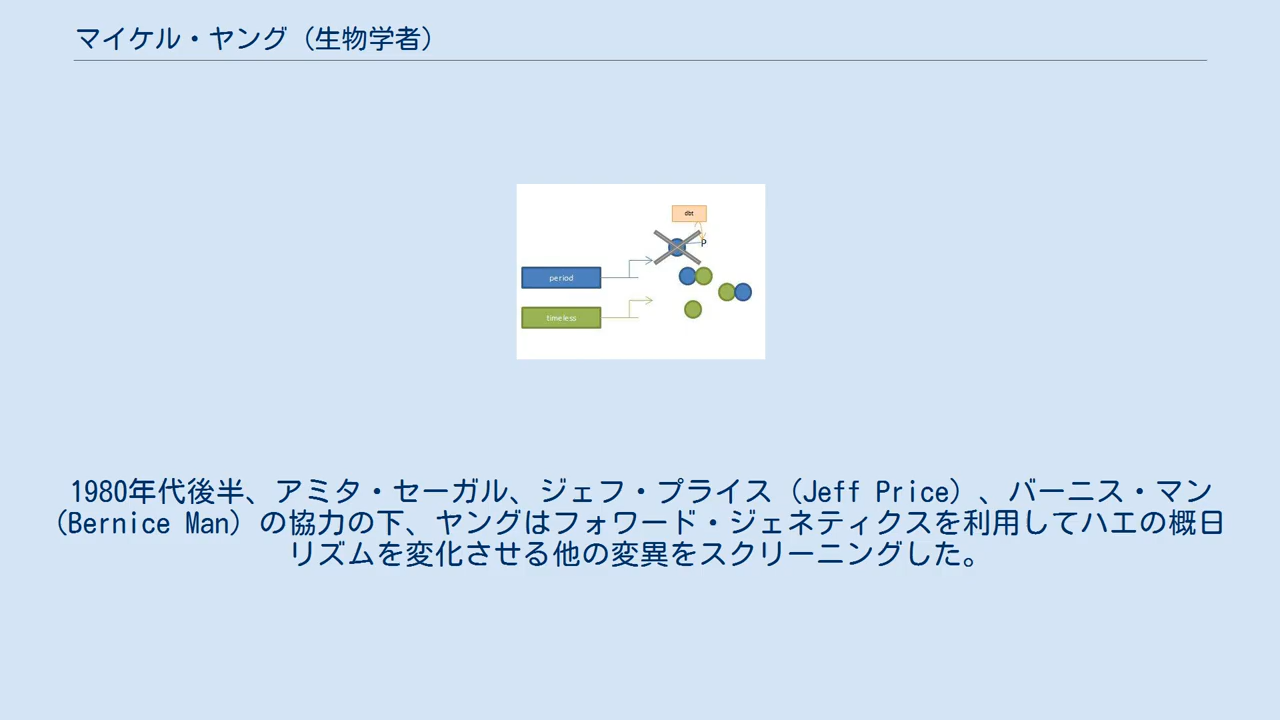 マイケル・ヤング（生物学者）
dbt
P
period
timeless
1980年代後半、アミタ・セーガル、ジェフ・プライス（Jeff Price）、バーニス・マン
（Bernice Man）の協力の下、ヤングはフォワード・ジェネティクスを利用してハエの概日
リズムを変化させる他の変異をスクリーニングした。